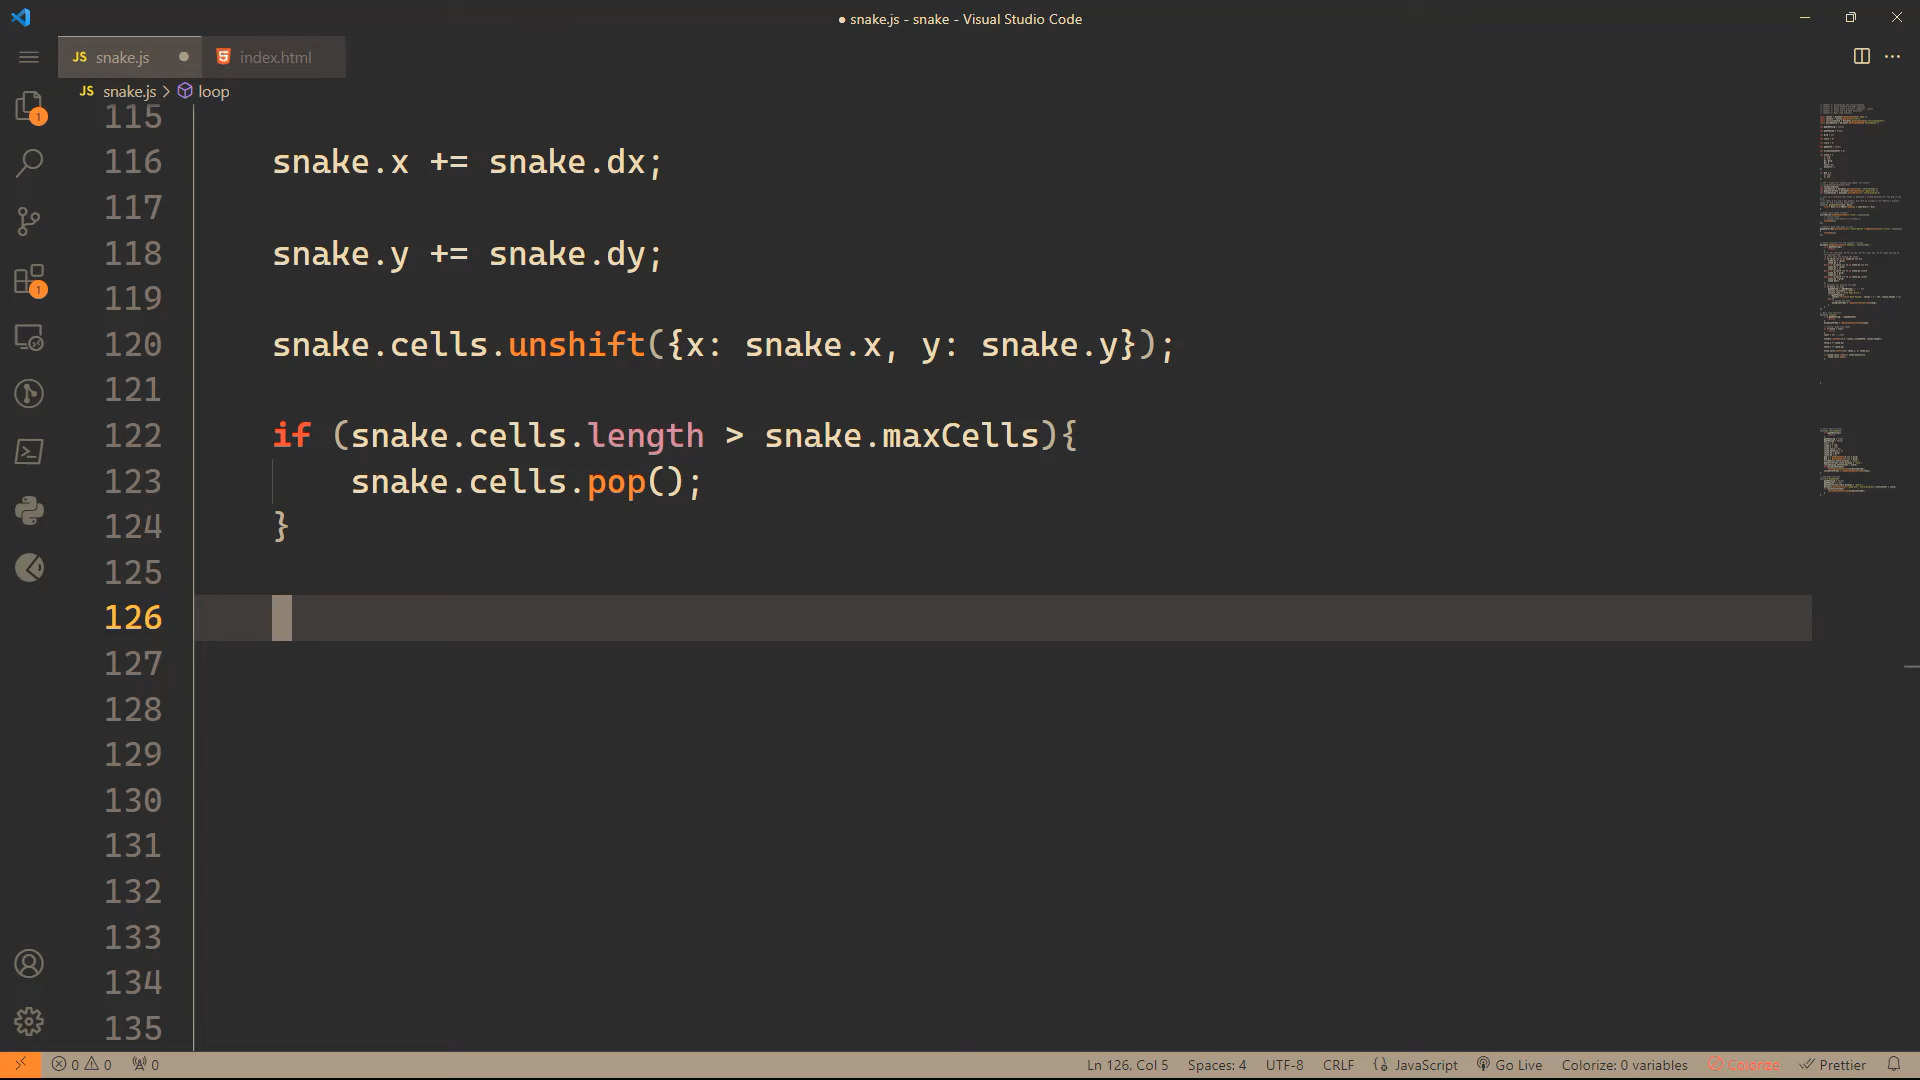 ● snake.js - snake - Visual Studio Code
JS snake.js ● index.html
JS snake.js > loop
115
116 snake.x += snake.dx;
117
118 snake.y += snake.dy;
119
120 snake.cells.unshift({x: snake.x, y: snake.y});
121
122 if (snake.cells.length > snake.maxCells){
123 snake.cells.pop();
124 }
125
126
127
128
129
130
131
132
133
134
135
1
1
0 0 0 Ln 126, Col 5 Spaces: 4 UTF-8 CRLF {} JavaScript Go Live Colorize: 0 variables Colorize Prettier